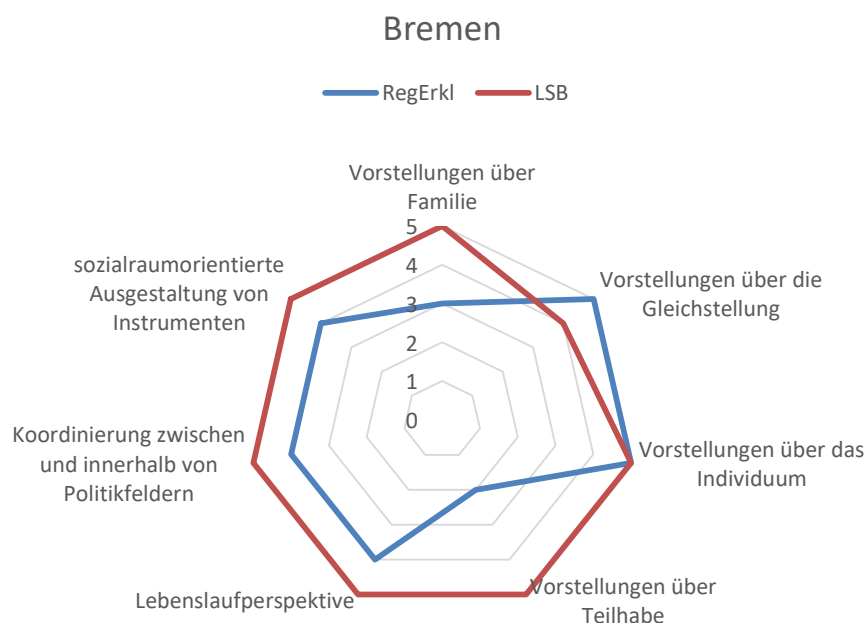 Bremen
RegErkl LSB
Vorstellungen über
Familie
Vorstellungen über die
Gleichstellung
Vorstellungen über das
Individuum
Vorstellungen über
Teilhabe
Lebenslaufperspektive
Koordinierung zwischen
und innerhalb von
Politikfeldern
sozialraumorientierte
Ausgestaltung von
Instrumenten
5
4
3
2
1
0